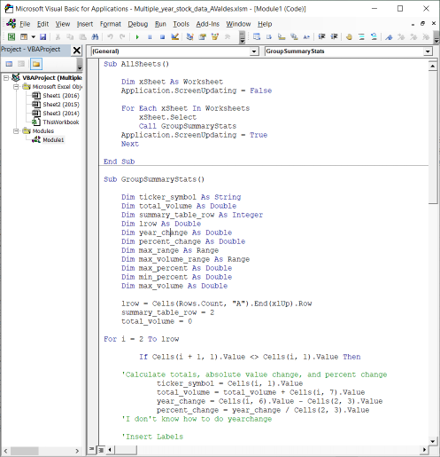 Microsoft Visual Basic for Applications - Multiple_year_stock_data_AValdes.xlsm - [Module1 (Code)]
File Edit View Insert Format Debug Run Tools Add-Ins Window Help
Project - VBAProject
(General) GroupSummaryStats
VBAProject (Multiple
Microsoft Excel Obje
Sheet1 (2016)
Sheet2 (2015)
Sheet3 (2014)
ThisWorkbook
Modules
Module1
Sub AllSheets()
Dim xSheet As Worksheet
Application.ScreenUpdating = False
For Each xSheet In Worksheets
xSheet.Select
Call GroupSummaryStats
Application.ScreenUpdating = True
Next
End Sub
Sub GroupSummaryStats()
Dim ticker_symbol As String
Dim total_volume As Double
Dim summary_table_row As Integer
Dim lrow As Double
Dim year_change As Double
Dim percent_change As Double
Dim max_range As Range
Dim max_volume_range As Range
Dim max_percent As Double
Dim min_percent As Double
Dim max_volume As Double
lrow = Cells(Rows.Count, "A").End(xlUp).Row
summary_table_row = 2
total_volume = 0
For i = 2 To lrow
If Cells(i + 1, 1).Value <> Cells(i, 1).Value Then
'Calculate totals, absolute value change, and percent change
ticker_symbol = Cells(i, 1).Value
total_volume = total_volume + Cells(i, 7).Value
year_change = Cells(i, 6).Value - Cells(2, 3).Value
percent_change = year_change / Cells(2, 3).Value
'I don't know how to do yearchange
'Insert Labels